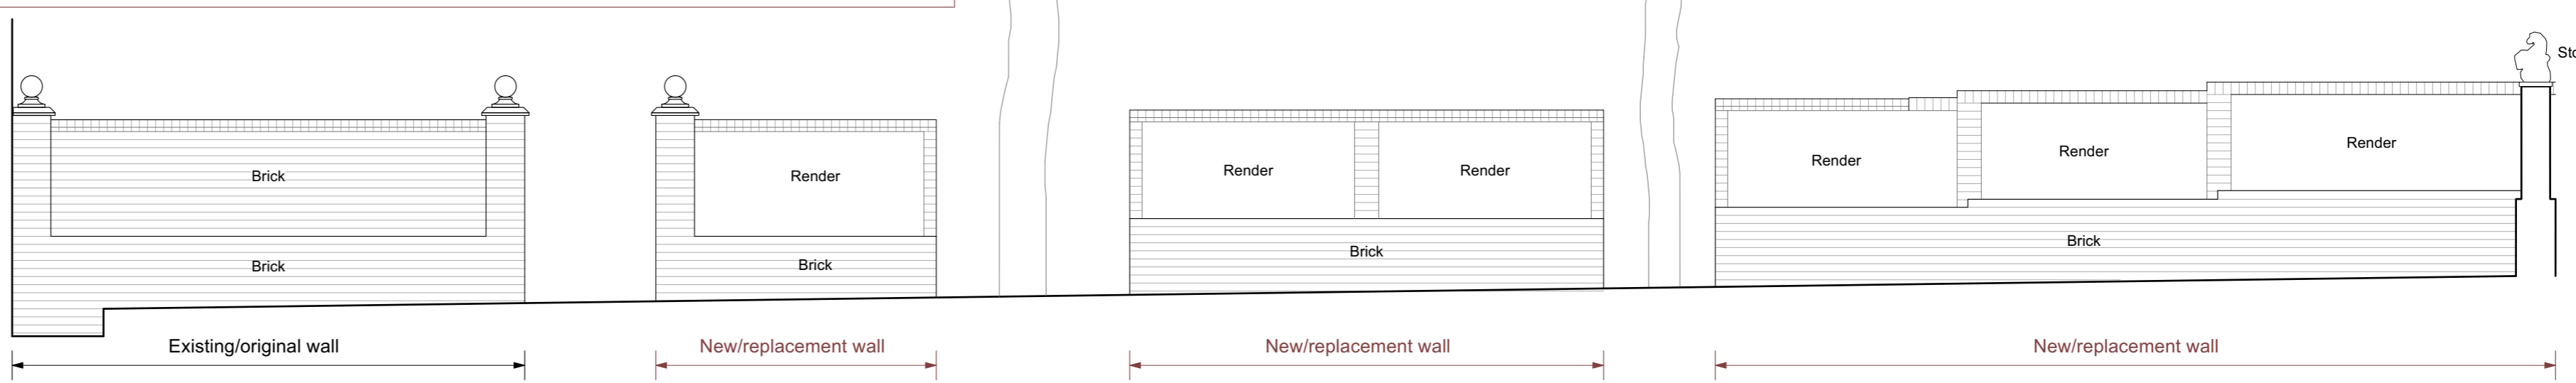 Sto
Brick
Render
Render
Render
Render
Render
Render
Brick
Brick
Brick
Brick
Existing/original wall
New/replacement wall
New/replacement wall
New/replacement wall